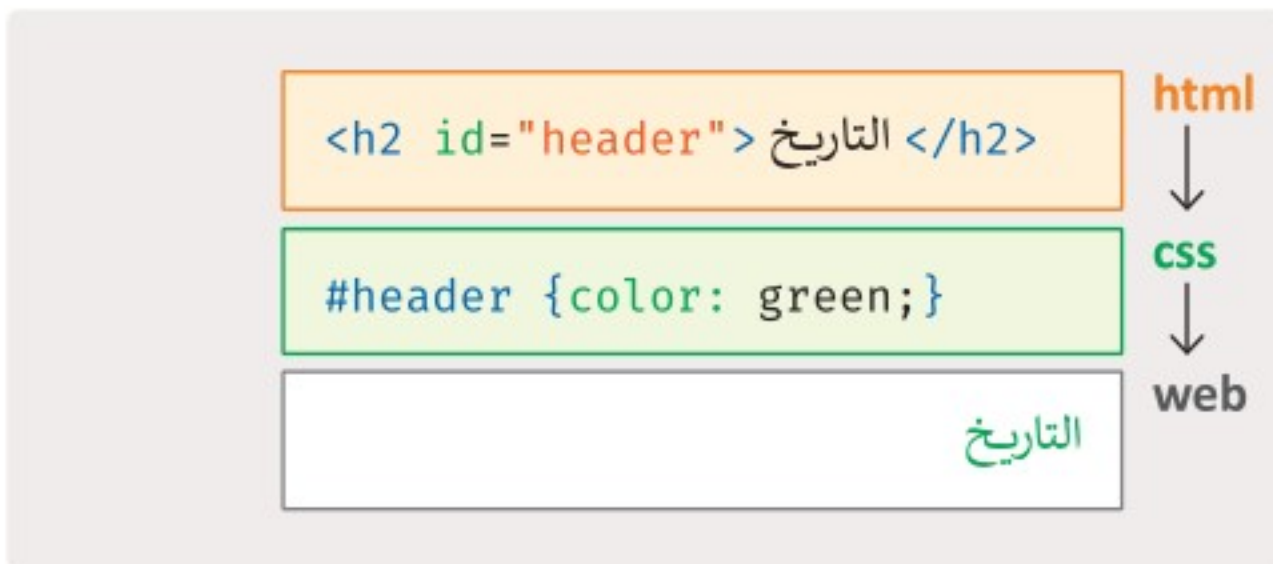 html
<h2 id="header"> التاريخ </h2>
css
#header {color: green;}
web
التاريخ